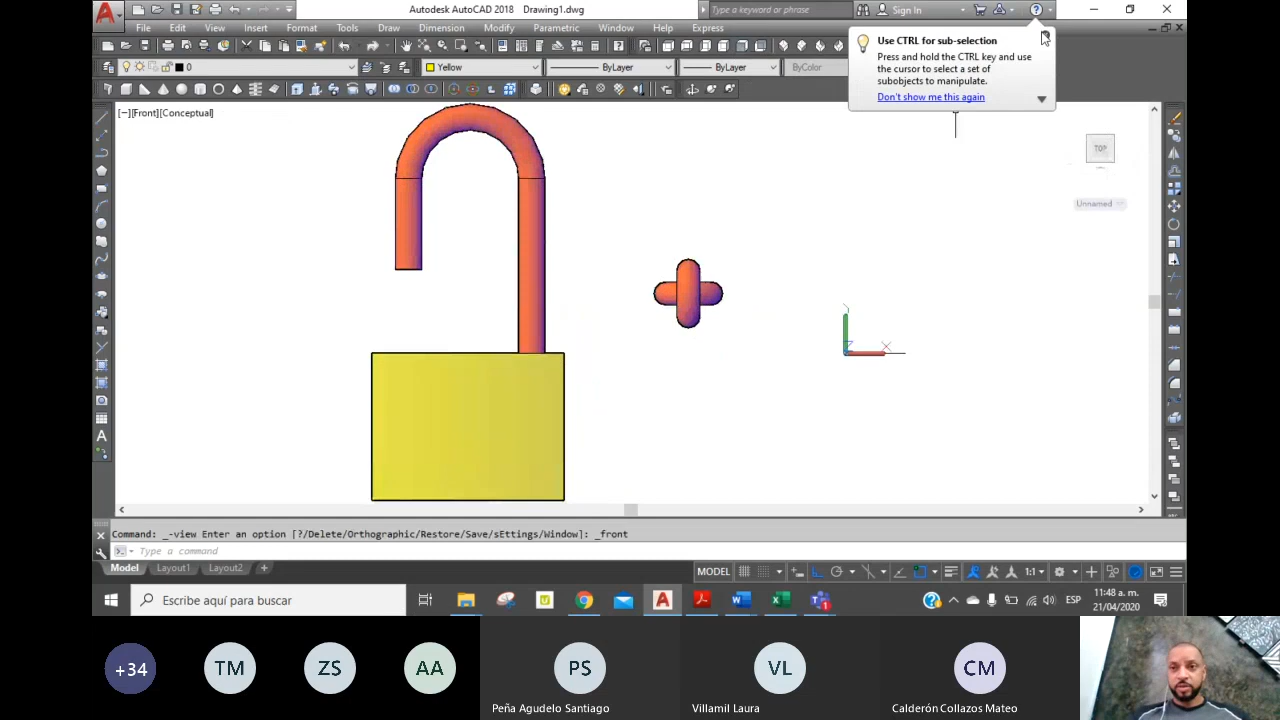 Autodesk AutoCAD 2018 Drawing1.dwg
Type a keyword or phrase
Sign In
File Edit View Insert Format Tools Draw Dimension Modify Parametric Window Help Express
0
Yellow
ByLayer
ByLayer
ByColor
Use CTRL for sub-selection
Press and hold the CTRL key and use
the cursor to select a set of
subobjects to manipulate.
Don't show me this again
[−][Front][Conceptual]
TOP
Unnamed
X
Command: _-view Enter an option [?/Delete/Orthographic/Restore/Save/sEttings/Window]: _front
Type a command
Model Layout1 Layout2 +
MODEL
1:1
Escribe aquí para buscar
ESP
11:48 a. m.
21/04/2020
+34
TM
ZS
AA
PS
VL
CM
Peña Agudelo Santiago
Villamil Laura
Calderón Collazos Mateo